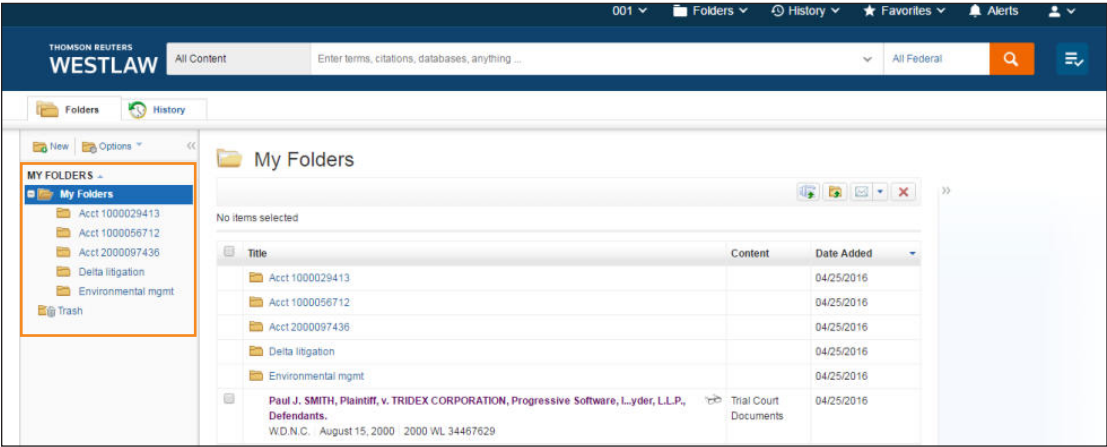 001 Folders History Favorites Alerts
THOMSON REUTERS
WESTLAW
All Content Enter terms, citations, databases, anything ... All Federal
Folders History
New Options
MY FOLDERS
My Folders
Acct 1000029413
Acct 1000056712
Acct 2000097436
Delta litigation
Environmental mgmt
Trash
My Folders
No items selected
Title Content Date Added
Acct 1000029413 04/25/2016
Acct 1000056712 04/25/2016
Acct 2000097436 04/25/2016
Delta litigation 04/25/2016
Environmental mgmt 04/25/2016
Paul J. SMITH, Plaintiff, v. TRIDEX CORPORATION, Progressive Software, I...yder, L.L.P., Trial Court 04/25/2016
Defendants. Documents
W.D.N.C. August 15, 2000 2000 WL 34467629